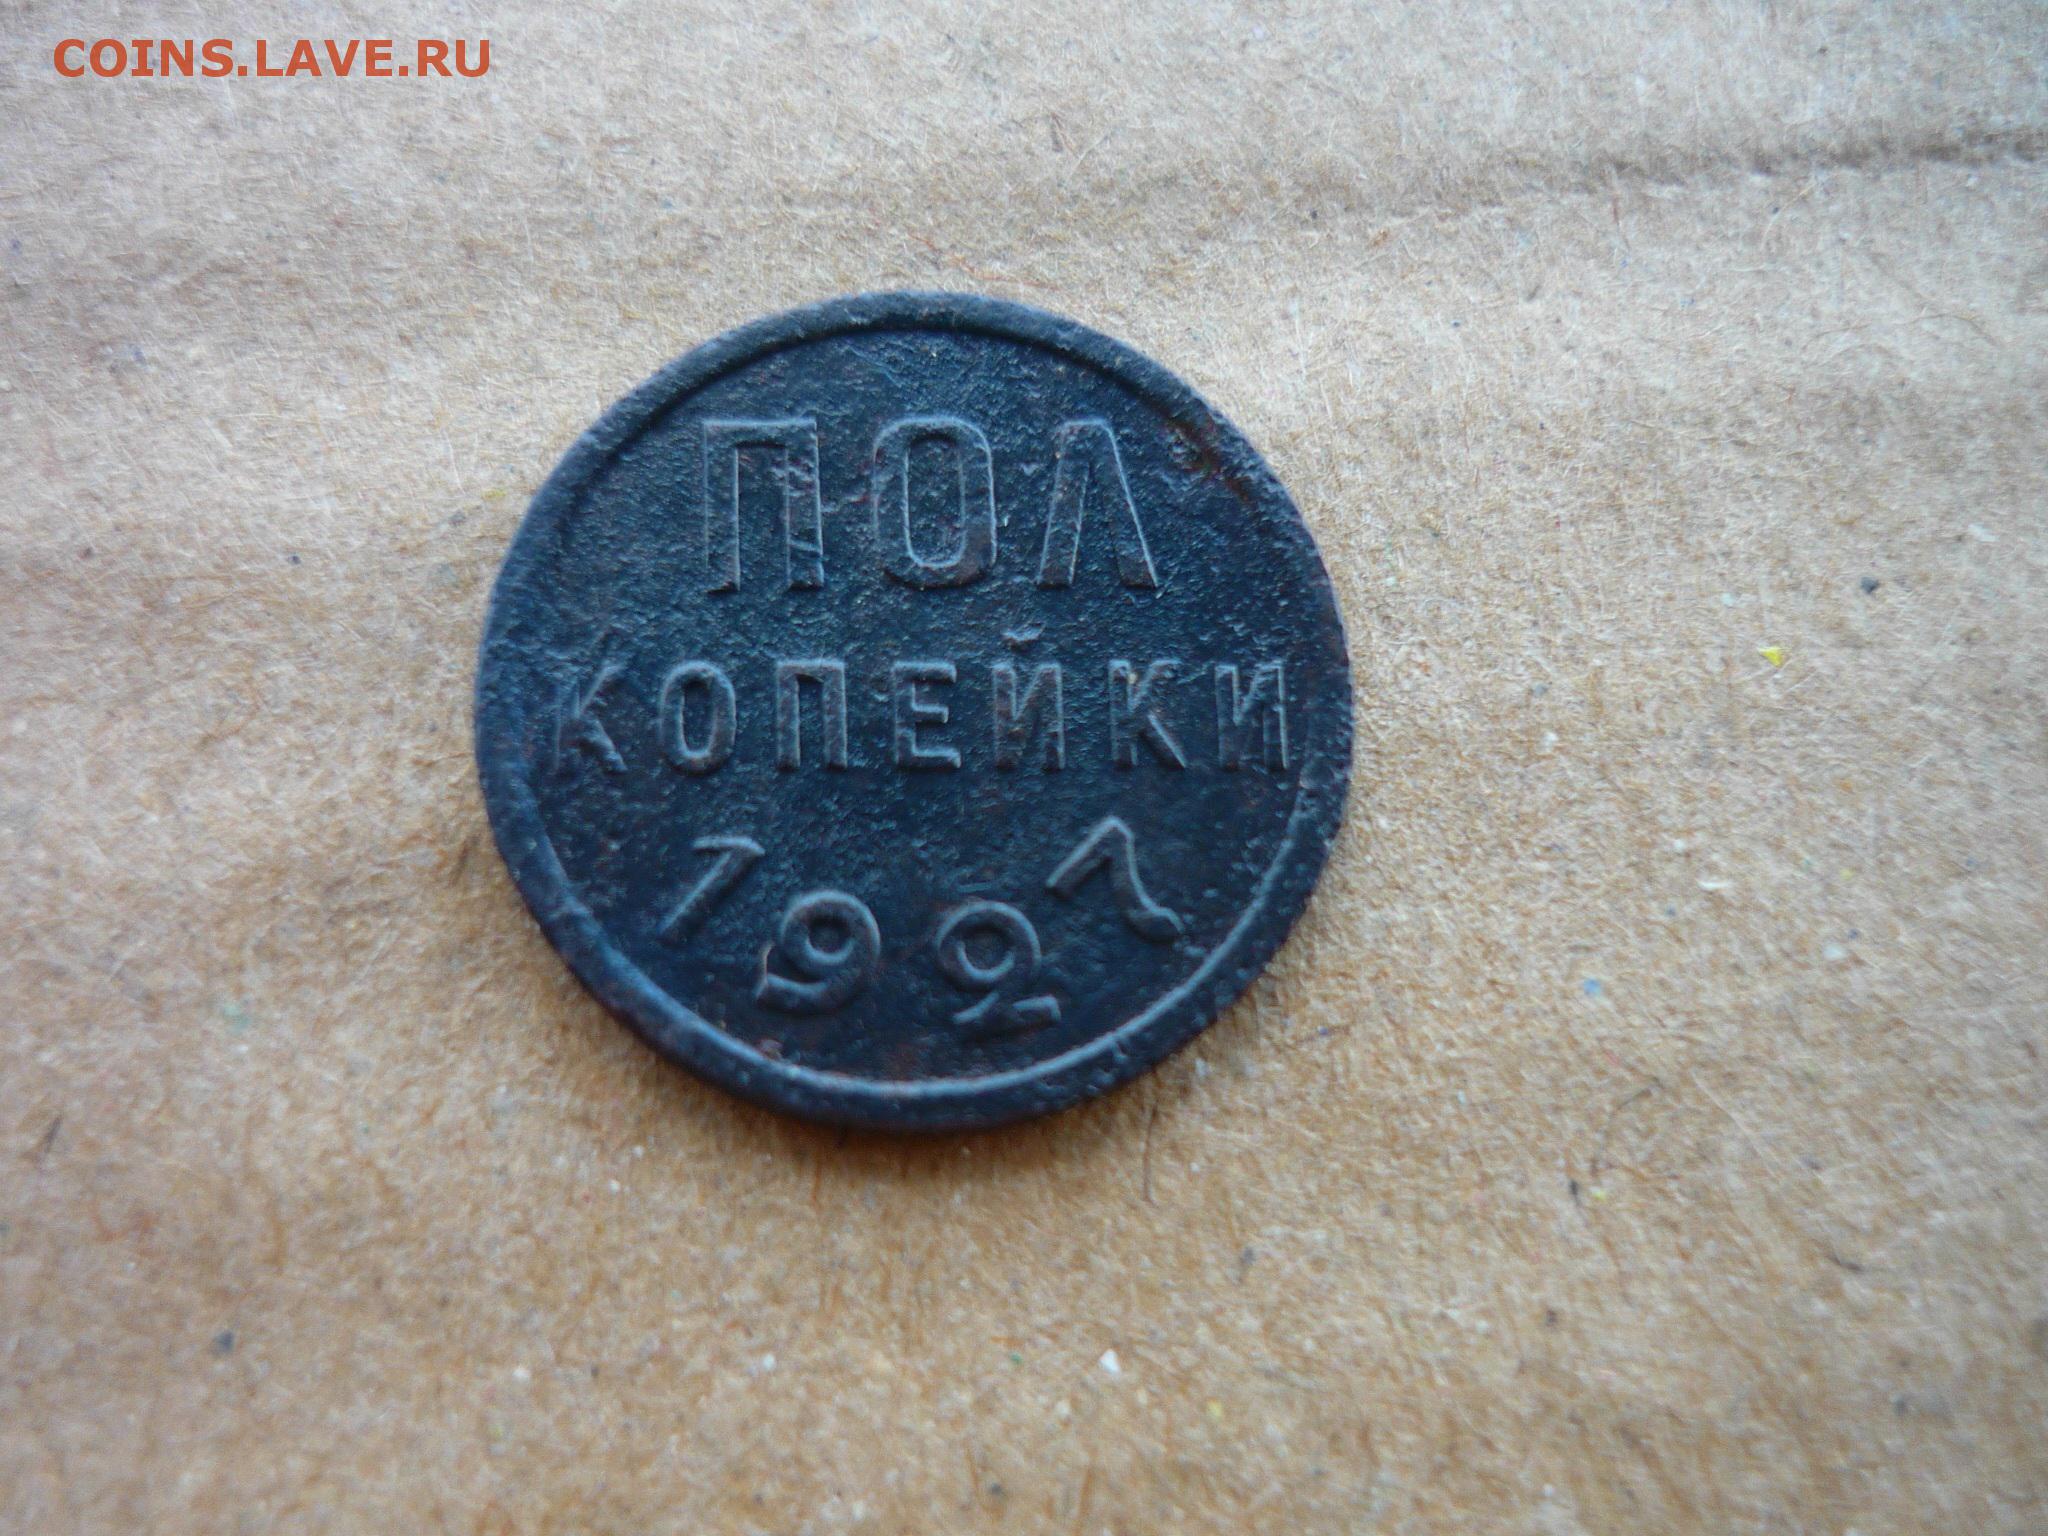 COINS.LAVE.RU
ПОЛ
КОПЕЙКИ
1927